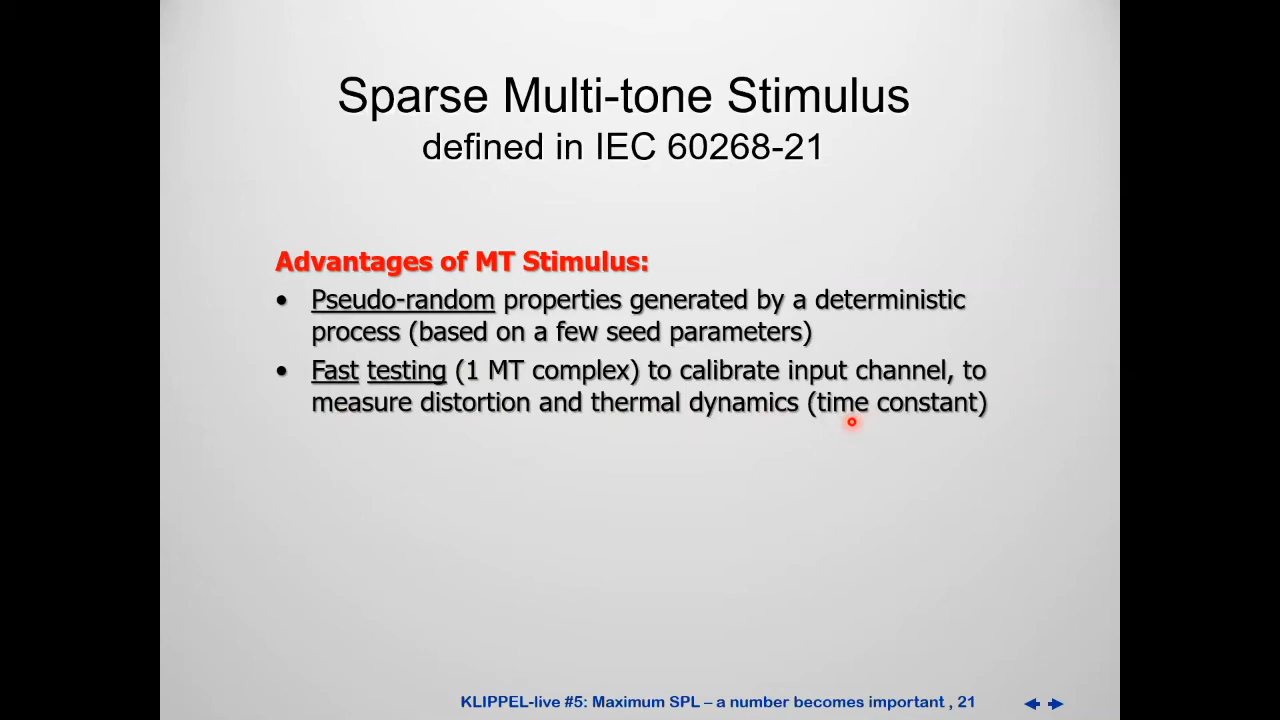 Sparse Multi-tone Stimulus
defined in IEC 60268-21
Advantages of MT Stimulus:
• Pseudo-random properties generated by a deterministic
process (based on a few seed parameters)
• Fast testing (1 MT complex) to calibrate input channel, to
measure distortion and thermal dynamics (time constant)
KLIPPEL-live #5: Maximum SPL – a number becomes important , 21